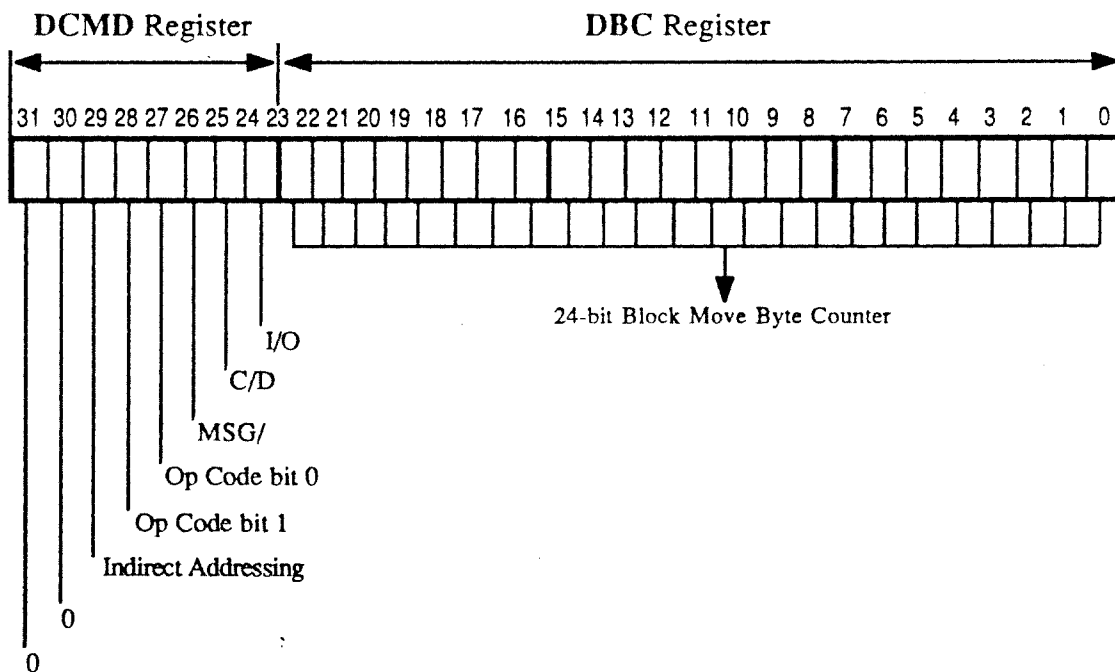 DCMD Register DBC Register
31 30 29 28 27 26 25 24 23 22 21 20 19 18 17 16 15 14 13 12 11 10 9 8 7 6 5 4 3 2 1 0
24-bit Block Move Byte Counter
I/O
C/D
MSG/
Op Code bit 0
Op Code bit 1
Indirect Addressing
0
0